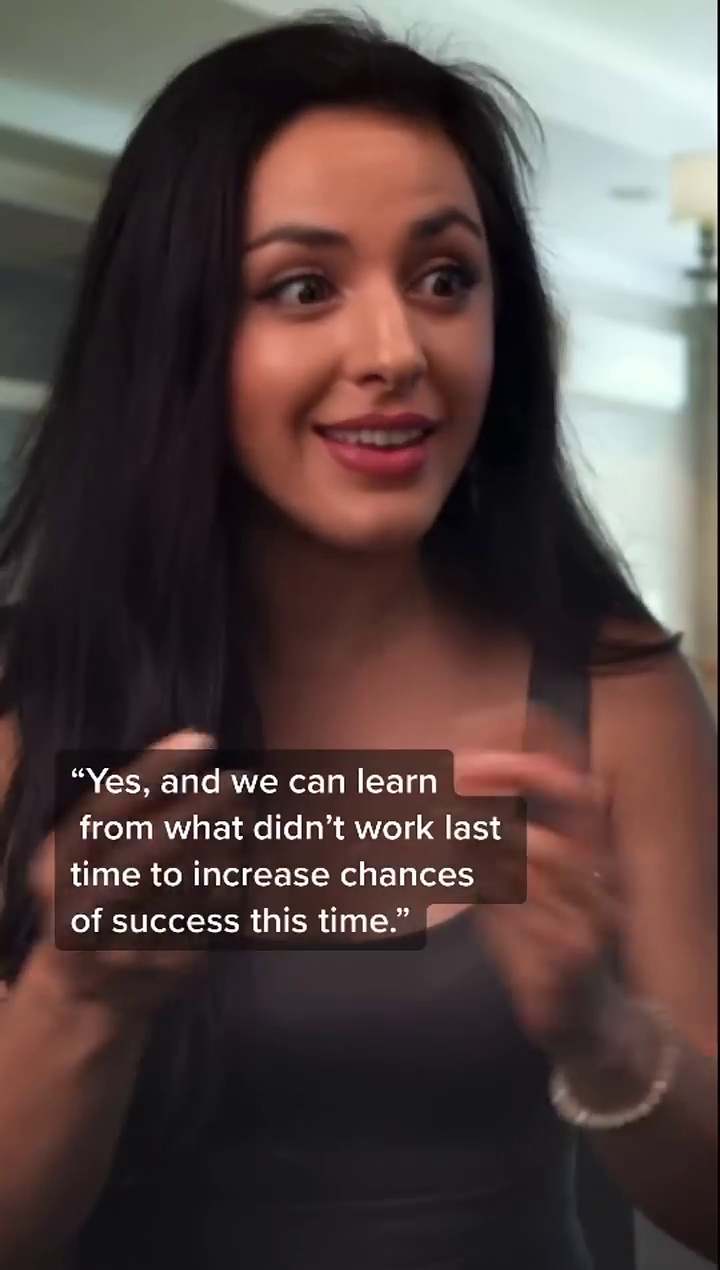 “Yes, and we can learn
from what didn’t work last
time to increase chances
of success this time.”